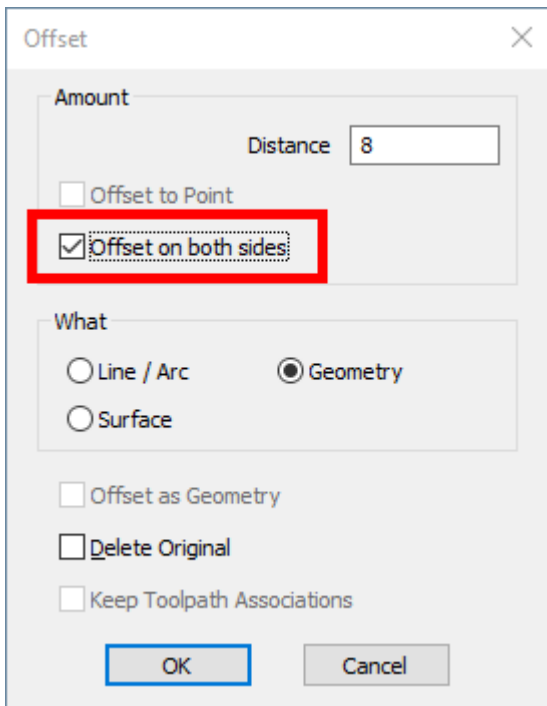 Offset
Amount
Distance 8
Offset to Point
Offset on both sides
What
Line / Arc Geometry
Surface
Offset as Geometry
Delete Original
Keep Toolpath Associations
OK Cancel